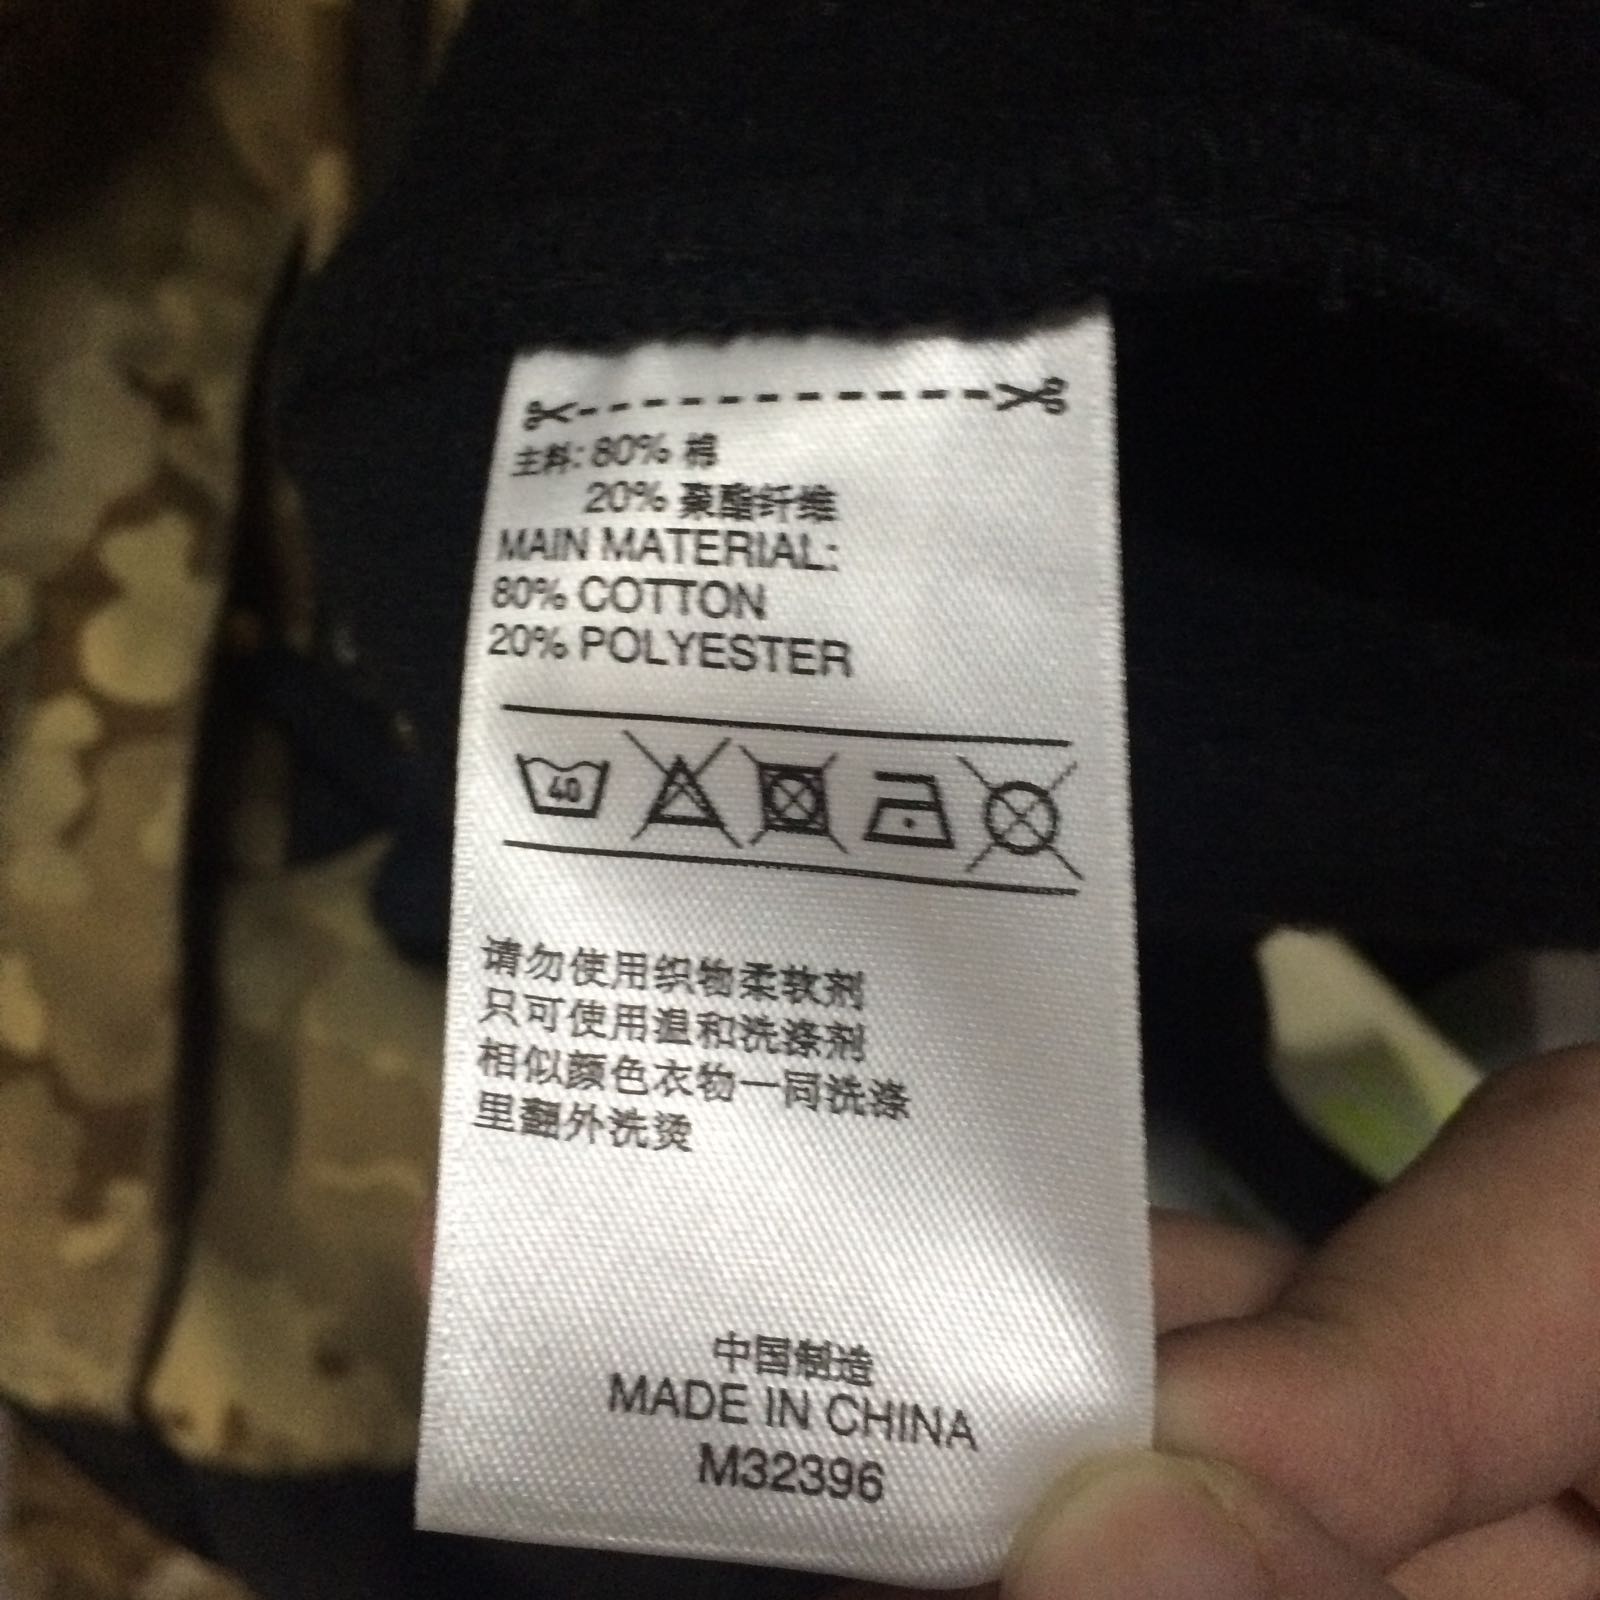 主料: 80% 棉
20% 聚酯纤维
MAIN MATERIAL:
80% COTTON
20% POLYESTER
40
请勿使用织物柔软剂
只可使用温和洗涤剂
相似颜色衣物一同洗涤
里翻外洗烫
中国制造
MADE IN CHINA
M32396